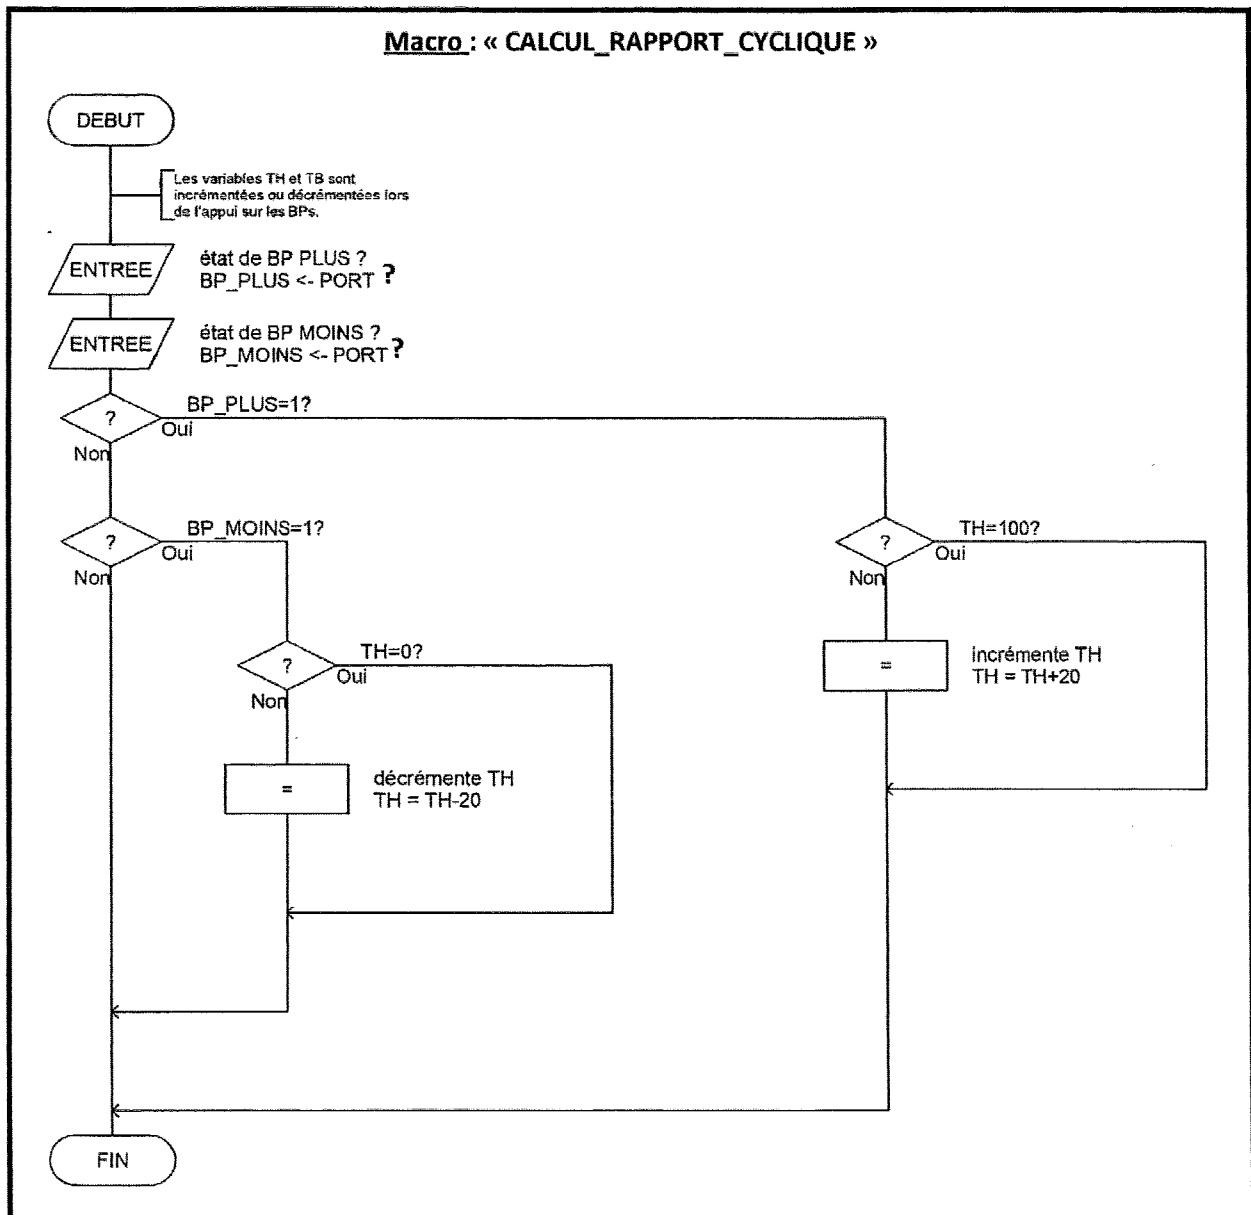 Macro : « CALCUL_RAPPORT_CYCLIQUE »
DEBUT
Les variables TH et TB sont
incrémentées ou décrémentées lors
de l'appui sur les BPs.
ENTREE
état de BP PLUS ?
BP_PLUS <- PORT ?
ENTREE
état de BP MOINS ?
BP_MOINS <- PORT ?
?
BP_PLUS=1?
Oui
Non
?
BP_MOINS=1?
Oui
Non
?
TH=100?
Oui
Non
?
TH=0?
Oui
Non
=
incrémente TH
TH = TH+20
=
décrémente TH
TH = TH-20
FIN